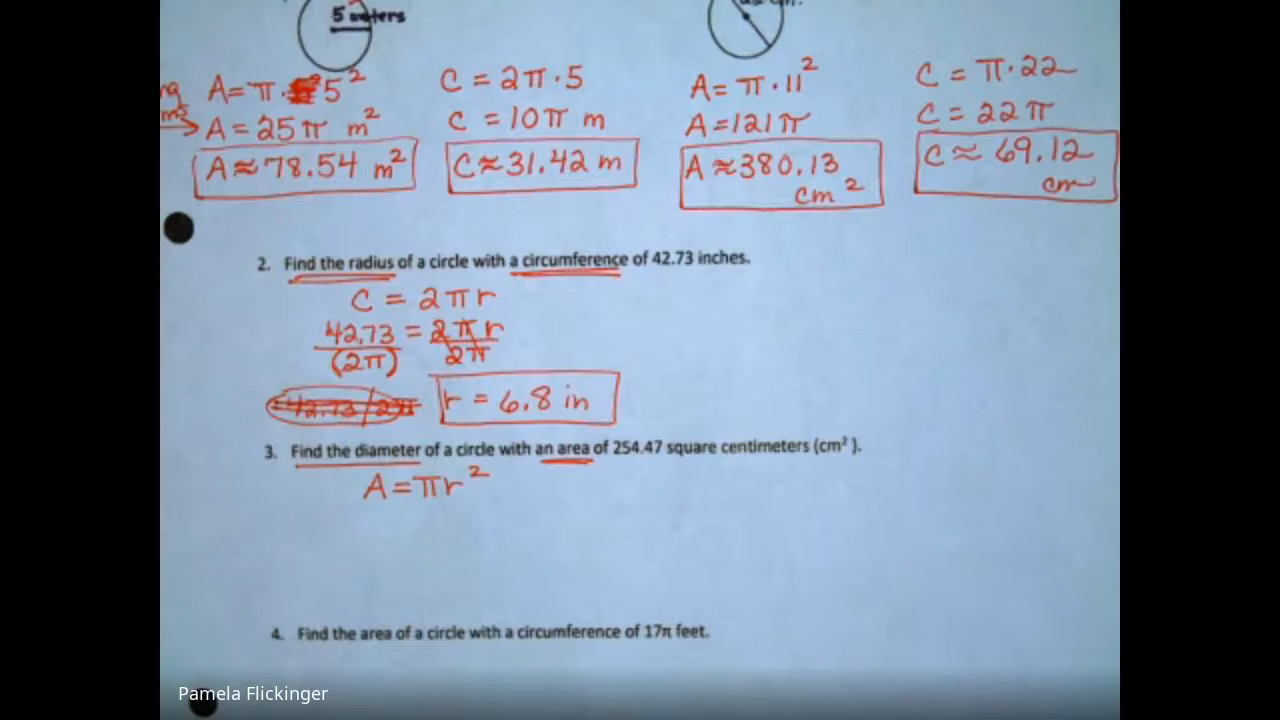 5 meters
A=π·5²
C=2π·5
A=π·11²
C=π·22
A=25π m²
C=10π m
A=121π
C=22π
A≈78.54 m²
C≈31.42 m
A≈380.13 cm²
C≈69.12 cm
2. Find the radius of a circle with a circumference of 42.73 inches.
C = 2πr
42.73 = 2πr
(2π) 2π
r = 6.8 in
3. Find the diameter of a circle with an area of 254.47 square centimeters (cm² ).
A=πr²
4. Find the area of a circle with a circumference of 17π feet.
Pamela Flickinger